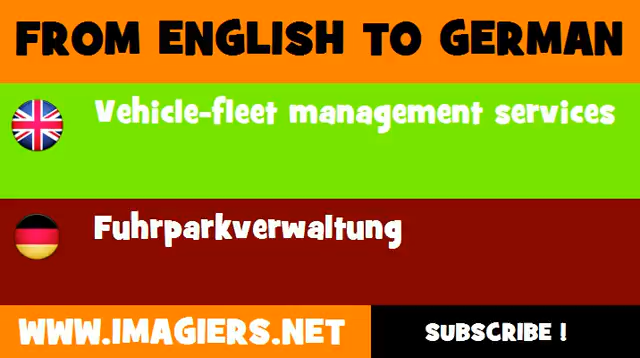 FROM ENGLISH TO GERMAN
Vehicle-fleet management services
Fuhrparkverwaltung
WWW.IMAGIERS.NET
SUBSCRIBE !